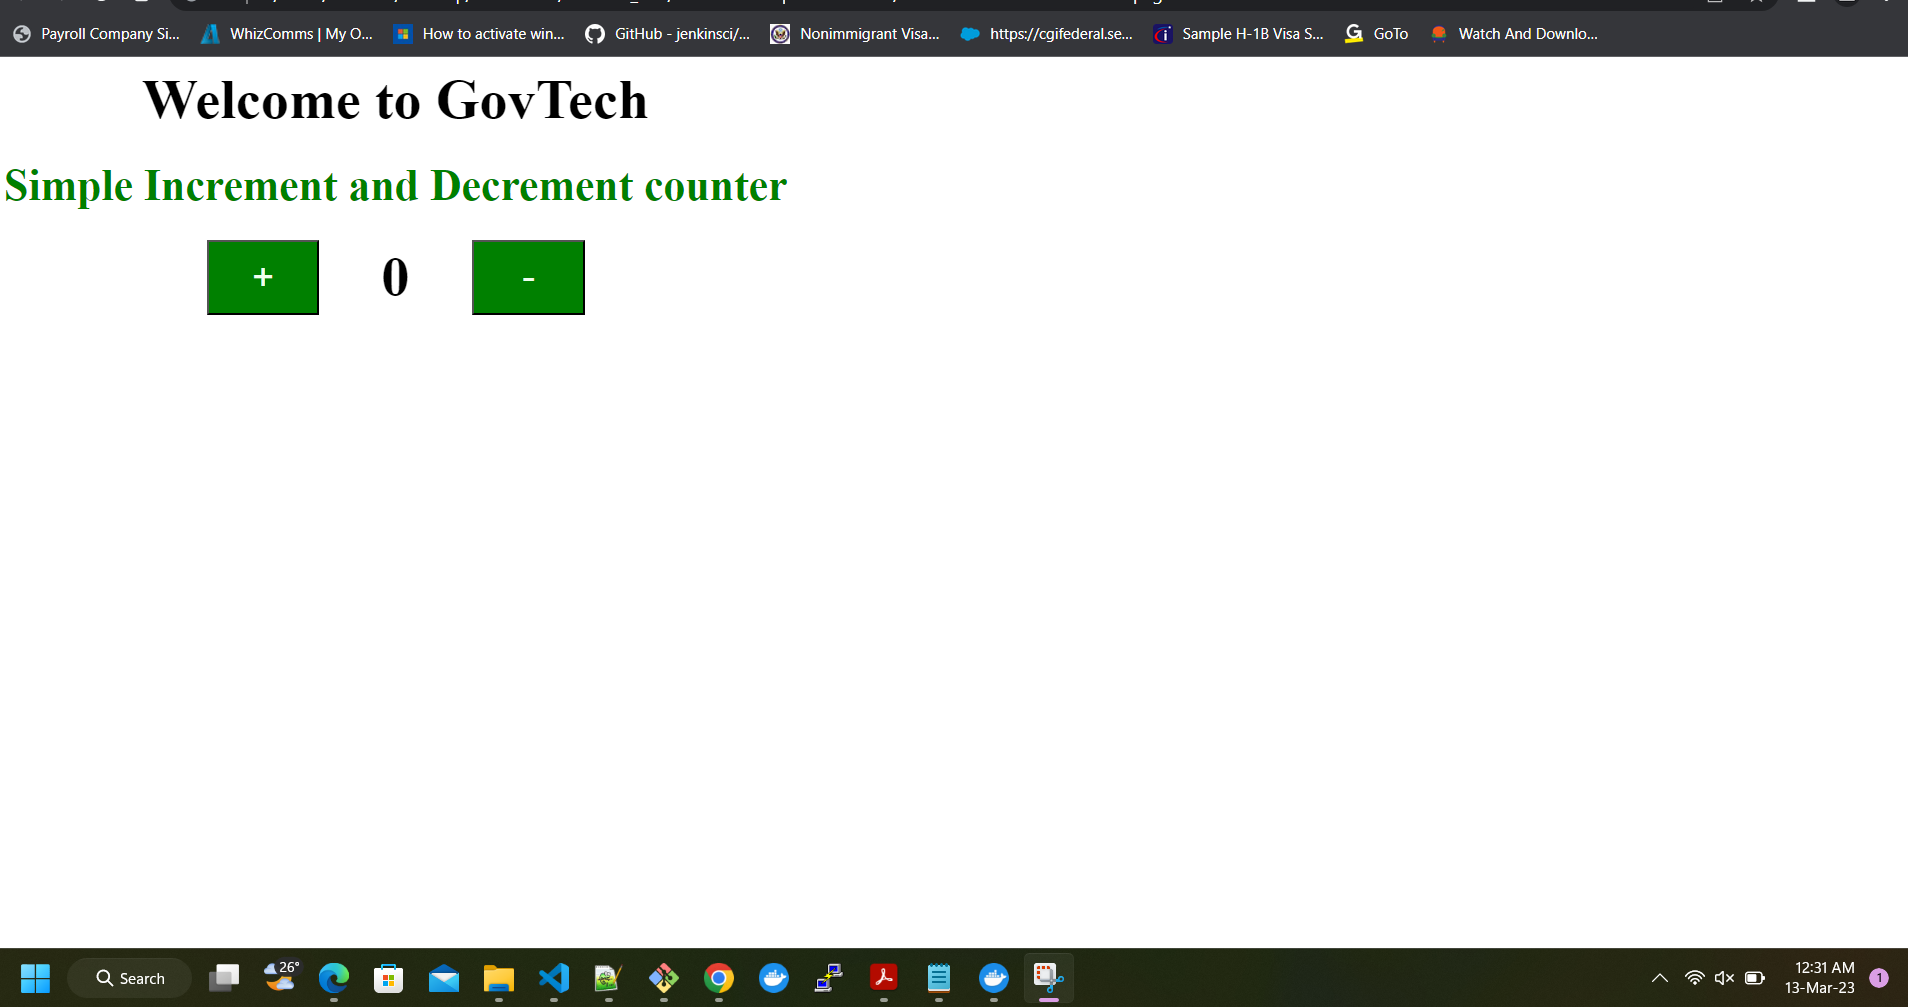 Payroll Company Si... WhizComms | My O... How to activate win... GitHub - jenkinsci/... Nonimmigrant Visa... https://cgifederal.se... Sample H-1B Visa S... GoTo Watch And Downlo...
Welcome to GovTech
Simple Increment and Decrement counter
+ 0 -
Search 26° 12:31 AM 1
13-Mar-23